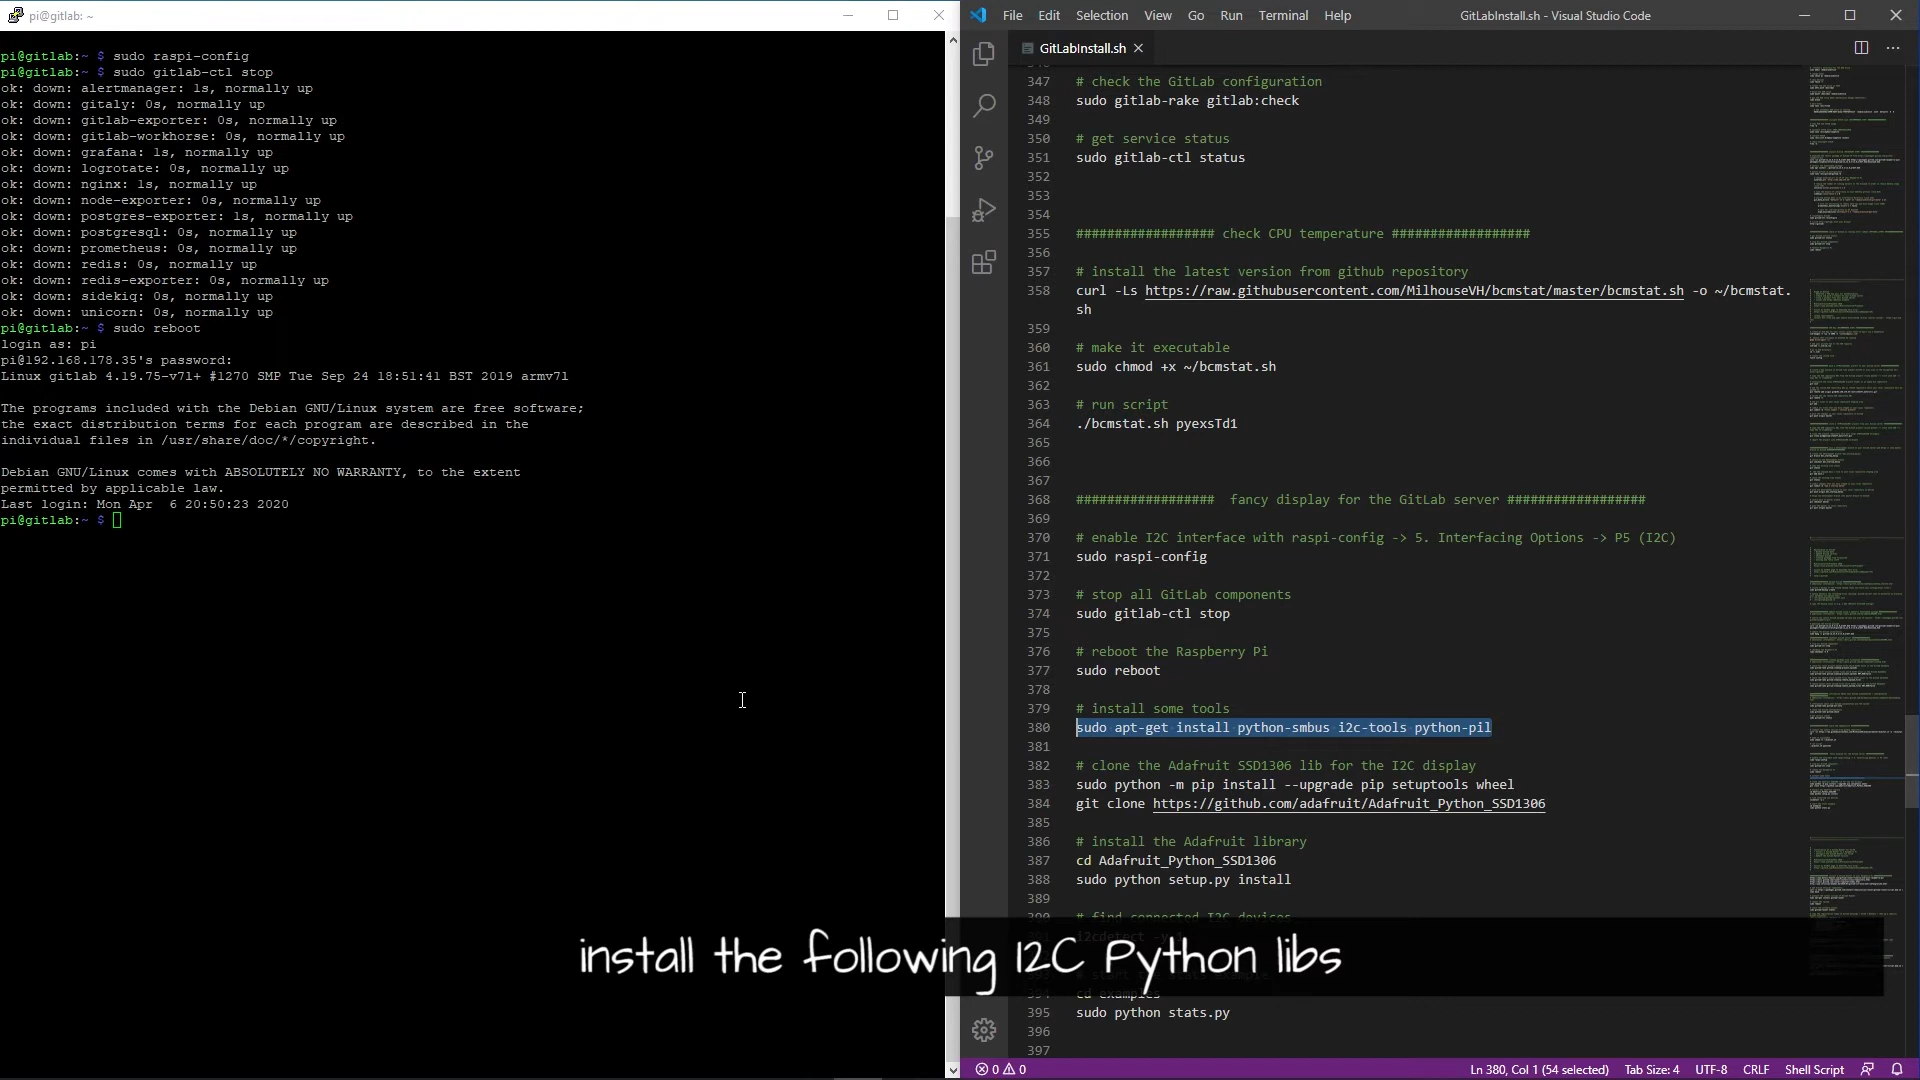 pi@gitlab: ~
pi@gitlab:~ $ sudo raspi-config
pi@gitlab:~ $ sudo gitlab-ctl stop
ok: down: alertmanager: 1s, normally up
ok: down: gitaly: 0s, normally up
ok: down: gitlab-exporter: 0s, normally up
ok: down: gitlab-workhorse: 0s, normally up
ok: down: grafana: 1s, normally up
ok: down: logrotate: 0s, normally up
ok: down: nginx: 1s, normally up
ok: down: node-exporter: 0s, normally up
ok: down: postgres-exporter: 1s, normally up
ok: down: postgresql: 0s, normally up
ok: down: prometheus: 0s, normally up
ok: down: redis: 0s, normally up
ok: down: redis-exporter: 0s, normally up
ok: down: sidekiq: 0s, normally up
ok: down: unicorn: 0s, normally up
pi@gitlab:~ $ sudo reboot
login as: pi
pi@192.168.178.35's password:
Linux gitlab 4.19.75-v7l+ #1270 SMP Tue Sep 24 18:51:41 BST 2019 armv7l
The programs included with the Debian GNU/Linux system are free software;
the exact distribution terms for each program are described in the
individual files in /usr/share/doc/*/copyright.
Debian GNU/Linux comes with ABSOLUTELY NO WARRANTY, to the extent
permitted by applicable law.
Last login: Mon Apr  6 20:50:23 2020
pi@gitlab:~ $
File Edit Selection View Go Run Terminal Help GitLabInstall.sh - Visual Studio Code
GitLabInstall.sh
347 # check the GitLab configuration
348 sudo gitlab-rake gitlab:check
349
350 # get service status
351 sudo gitlab-ctl status
352
353
354
355 ################## check CPU temperature ##################
356
357 # install the latest version from github repository
358 curl -Ls https://raw.githubusercontent.com/MilhouseVH/bcmstat/master/bcmstat.sh -o ~/bcmstat.
sh
359
360 # make it executable
361 sudo chmod +x ~/bcmstat.sh
362
363 # run script
364 ./bcmstat.sh pyexsTd1
365
366
367
368 ################## fancy display for the GitLab server ##################
369
370 # enable I2C interface with raspi-config -> 5. Interfacing Options -> P5 (I2C)
371 sudo raspi-config
372
373 # stop all GitLab components
374 sudo gitlab-ctl stop
375
376 # reboot the Raspberry Pi
377 sudo reboot
378
379 # install some tools
380 sudo apt-get install python-smbus i2c-tools python-pil
381
382 # clone the Adafruit SSD1306 lib for the I2C display
383 sudo python -m pip install --upgrade pip setuptools wheel
384 git clone https://github.com/adafruit/Adafruit_Python_SSD1306
385
386 # install the Adafruit library
387 cd Adafruit_Python_SSD1306
388 sudo python setup.py install
389
390 # find connected I2C devices
install the following I2C Python libs
394 cd examples
395 sudo python stats.py
396
397
0 0 Ln 380, Col 1 (54 selected) Tab Size: 4 UTF-8 CRLF Shell Script